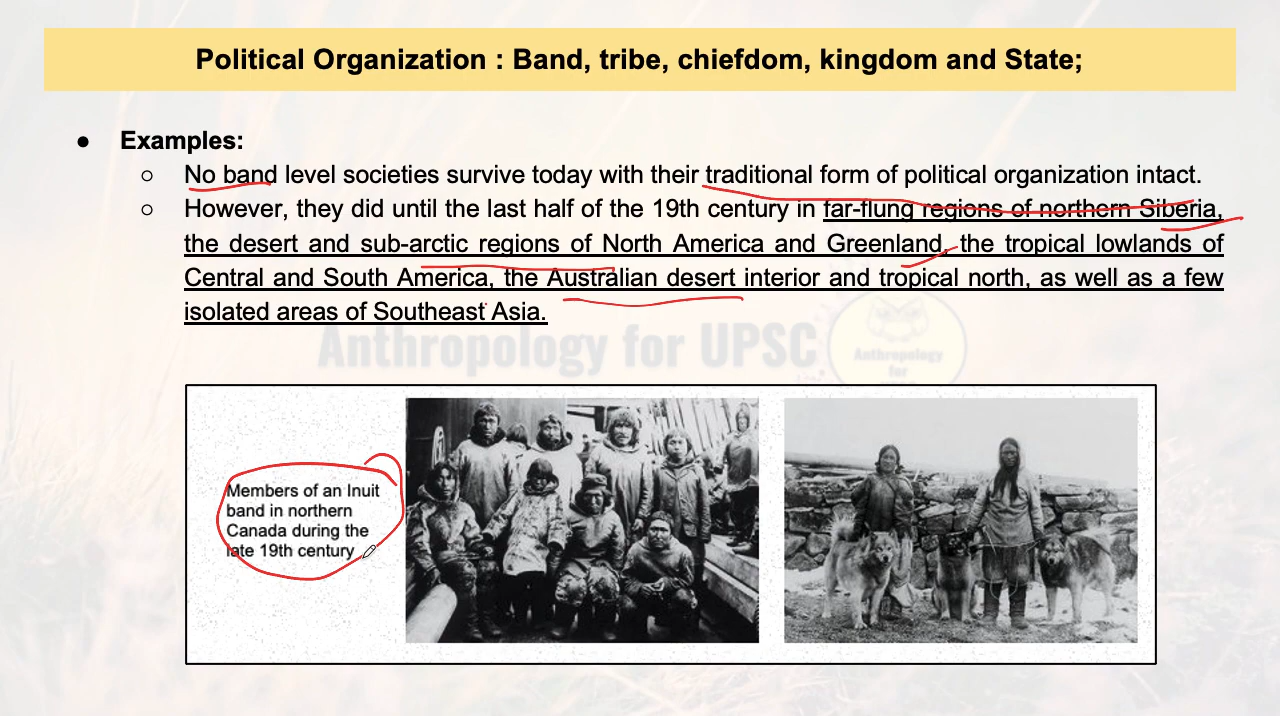 Political Organization : Band, tribe, chiefdom, kingdom and State;
● Examples:
○ No band level societies survive today with their traditional form of political organization intact.
○ However, they did until the last half of the 19th century in far-flung regions of northern Siberia,
the desert and sub-arctic regions of North America and Greenland, the tropical lowlands of
Central and South America, the Australian desert interior and tropical north, as well as a few
isolated areas of Southeast Asia.
Anthropology for UPSC
Anthropology
for
UPSC
Members of an Inuit
band in northern
Canada during the
late 19th century